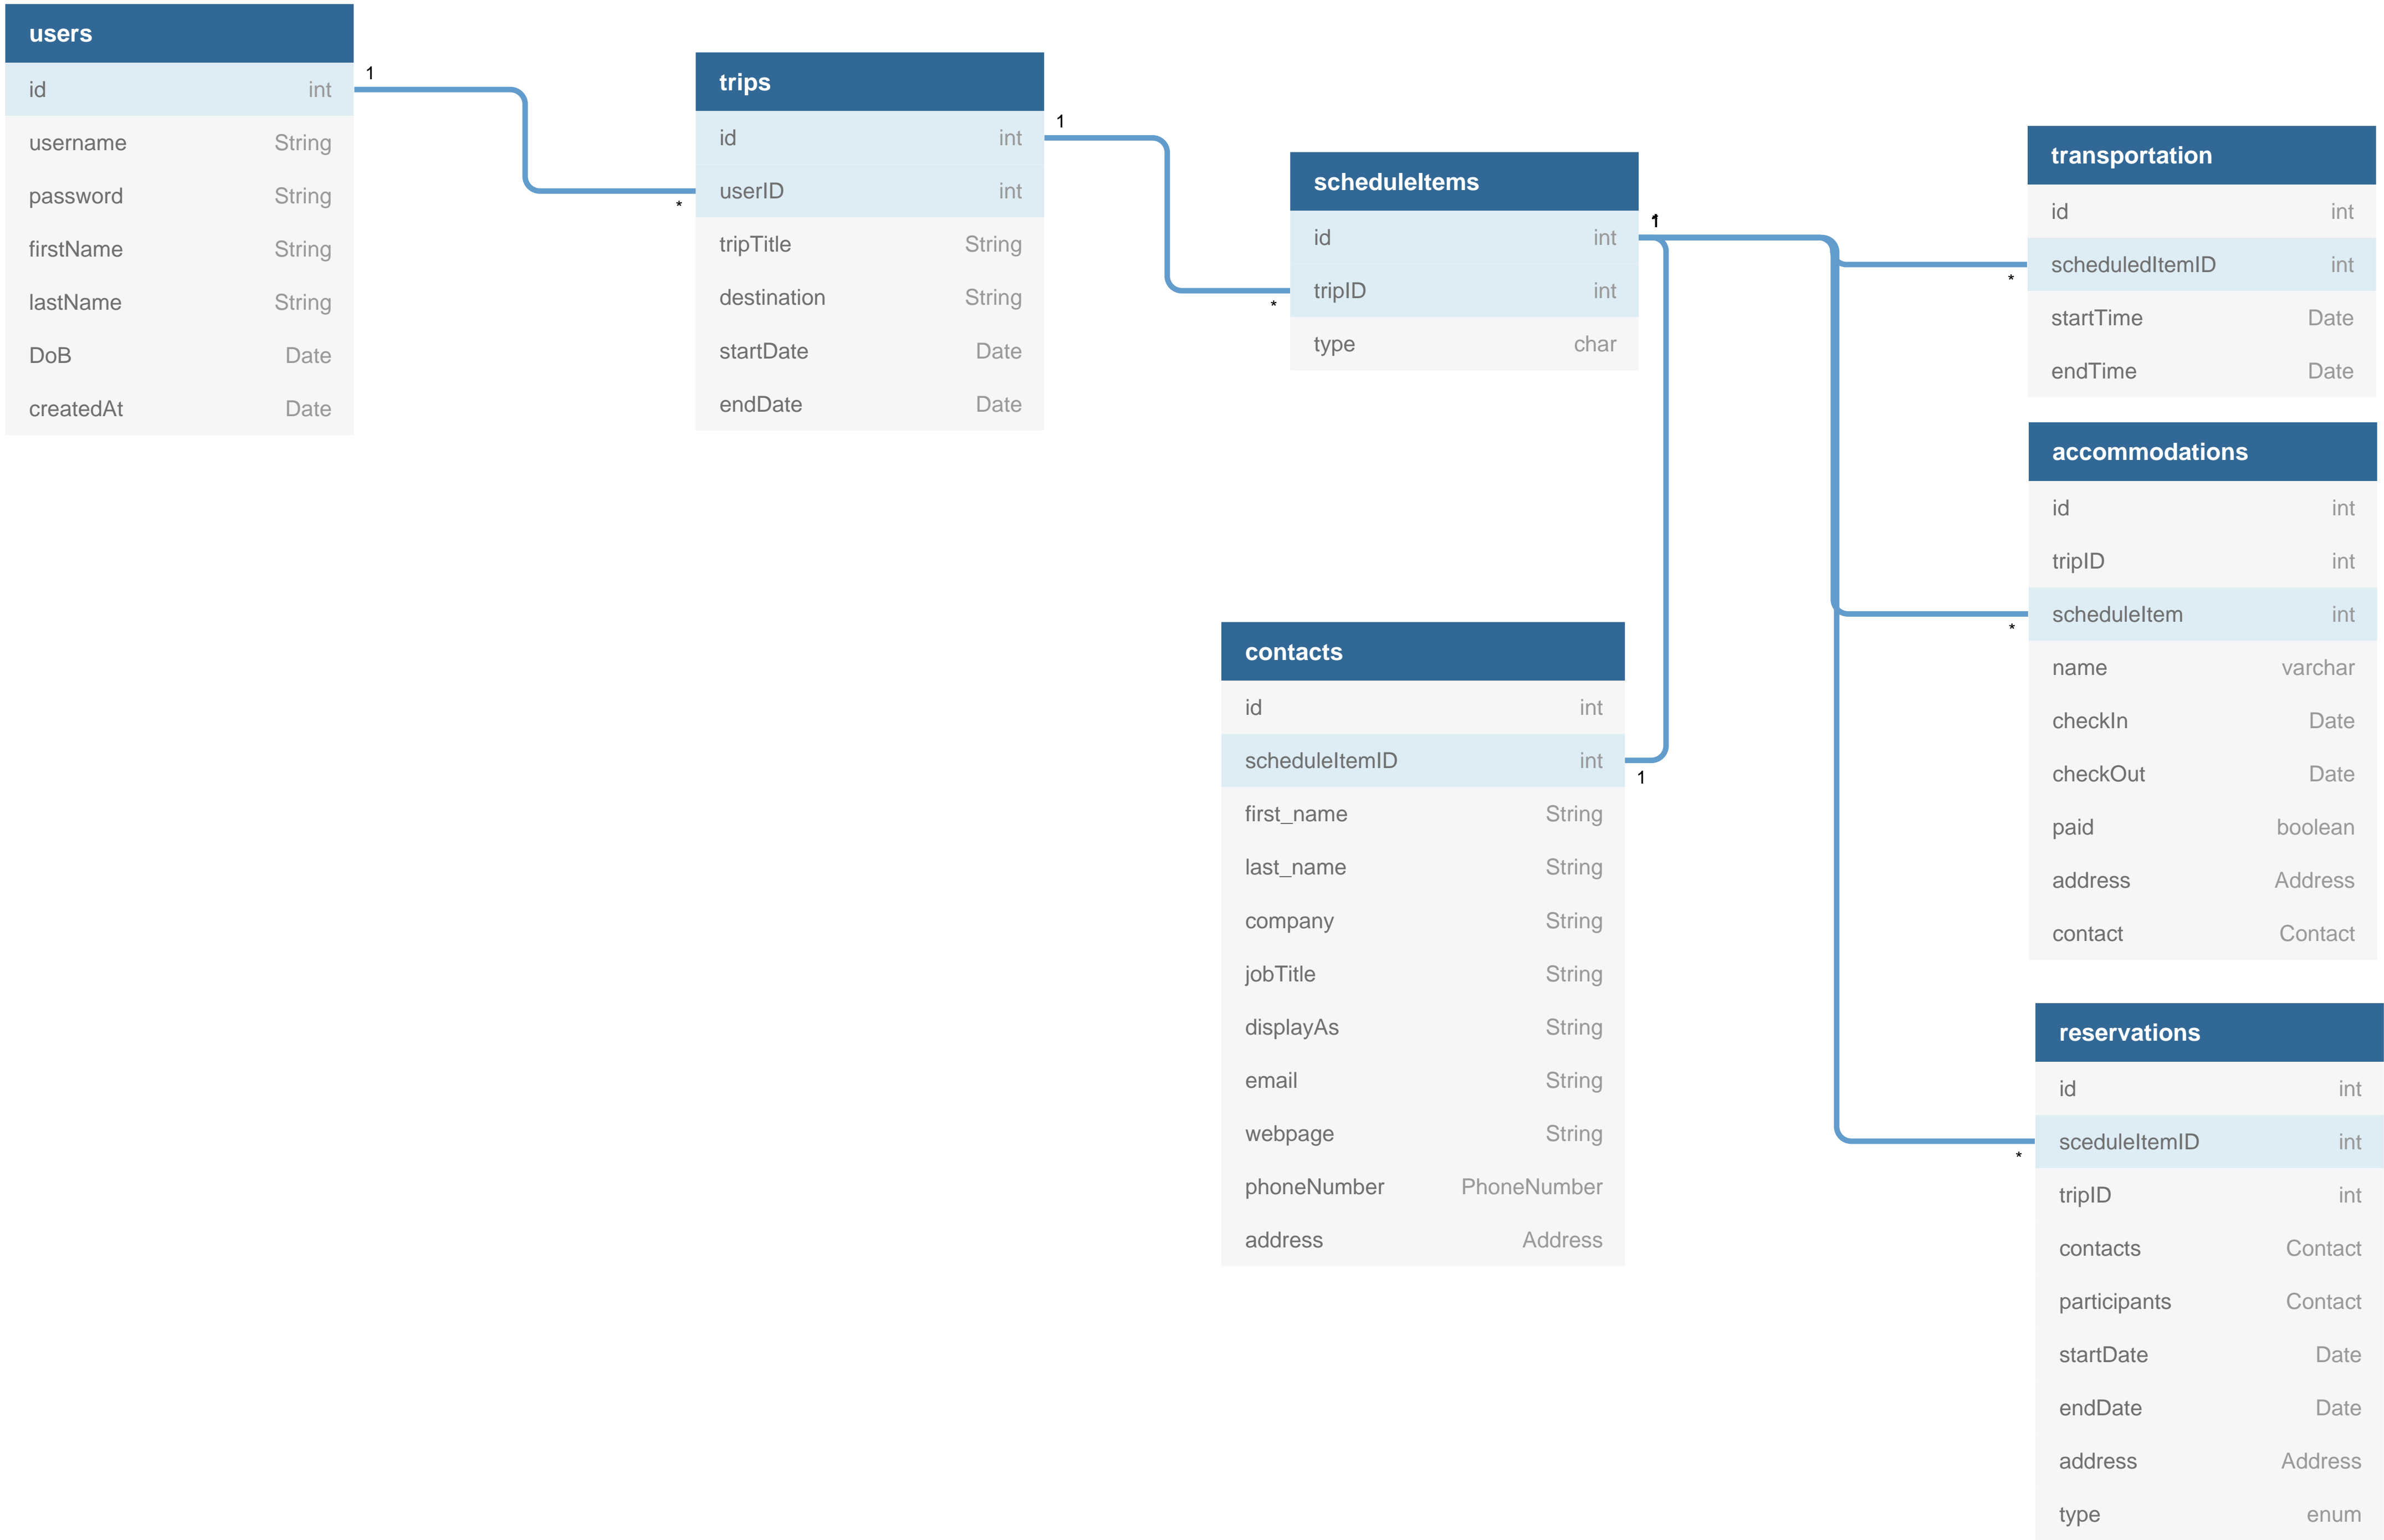 users
id int
username String
password String
firstName String
lastName String
DoB Date
createdAt Date
1
*
trips
id int
userID int
tripTitle String
destination String
startDate Date
endDate Date
1
*
scheduleItems
id int
tripID int
type char
1
*
transportation
id int
scheduledItemID int
startTime Date
endTime Date
*
accommodations
id int
tripID int
scheduleItem int
name varchar
checkIn Date
checkOut Date
paid boolean
address Address
contact Contact
1
contacts
id int
scheduleItemID int
first_name String
last_name String
company String
jobTitle String
displayAs String
email String
webpage String
phoneNumber PhoneNumber
address Address
*
reservations
id int
sceduleItemID int
tripID int
contacts Contact
participants Contact
startDate Date
endDate Date
address Address
type enum